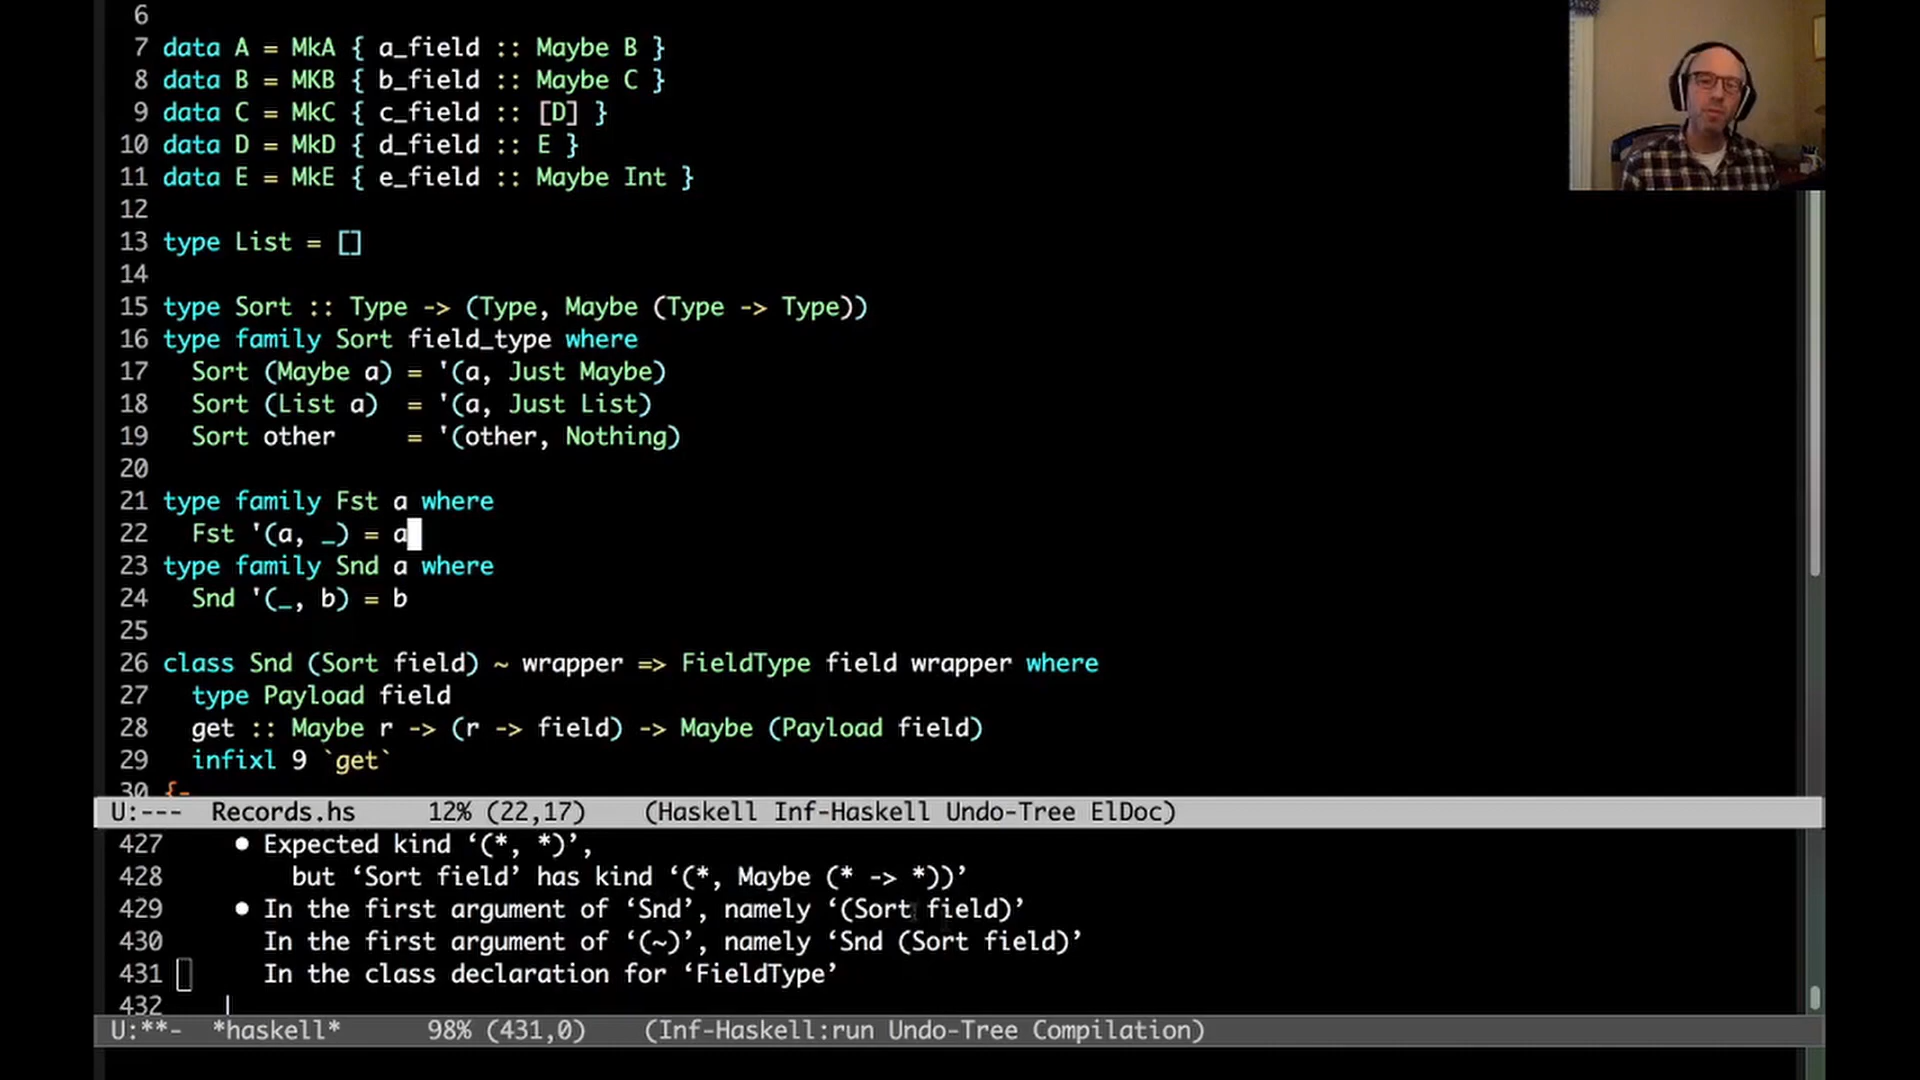 6
7 data A = MkA { a_field :: Maybe B }
8 data B = MKB { b_field :: Maybe C }
9 data C = MkC { c_field :: [D] }
10 data D = MkD { d_field :: E }
11 data E = MkE { e_field :: Maybe Int }
12
13 type List = []
14
15 type Sort :: Type -> (Type, Maybe (Type -> Type))
16 type family Sort field_type where
17   Sort (Maybe a) = '(a, Just Maybe)
18   Sort (List a)  = '(a, Just List)
19   Sort other     = '(other, Nothing)
20
21 type family Fst a where
22   Fst '(a, _) = a
23 type family Snd a where
24   Snd '(_, b) = b
25
26 class Snd (Sort field) ~ wrapper => FieldType field wrapper where
27   type Payload field
28   get :: Maybe r -> (r -> field) -> Maybe (Payload field)
29   infixl 9 `get`
30 {-
U:---  Records.hs     12% (22,17)    (Haskell Inf-Haskell Undo-Tree ElDoc)
427     • Expected kind ‘(*, *)’,
428         but ‘Sort field’ has kind ‘(*, Maybe (* -> *))’
429     • In the first argument of ‘Snd’, namely ‘(Sort field)’
430       In the first argument of ‘(~)’, namely ‘Snd (Sort field)’
431       In the class declaration for ‘FieldType’
432    |
U:**-  *haskell*      98% (431,0)    (Inf-Haskell:run Undo-Tree Compilation)